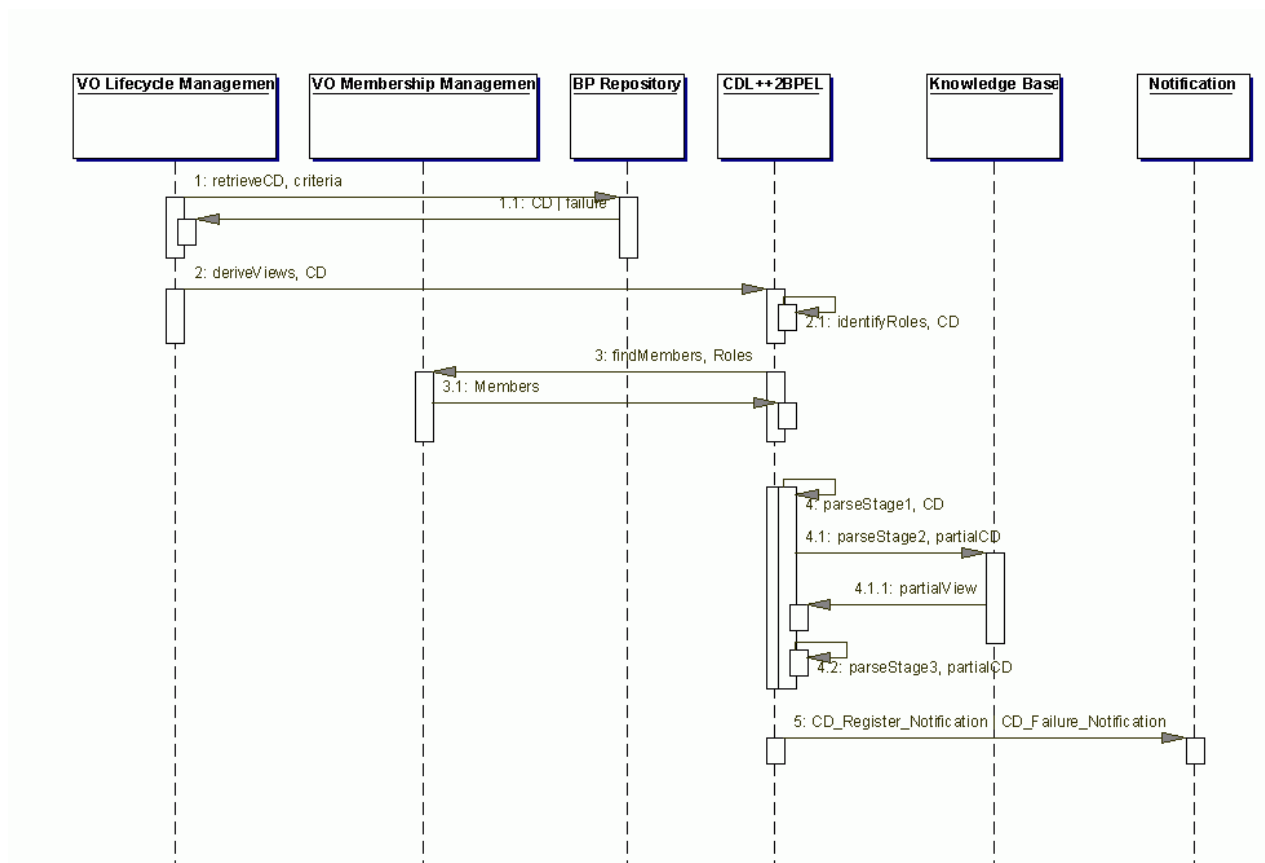 VO Lifecycle Managemen
VO Membership Managemen
BP Repository
CDL++2BPEL
Knowledge Base
Notification
1: retrieveCD, criteria
1.1: CD | failure
2: deriveViews, CD
2.1: identifyRoles, CD
3: findMembers, Roles
3.1: Members
4: parseStage1, CD
4.1: parseStage2, partialCD
4.1.1: partialView
4.2: parseStage3, partialCD
5: CD_Register_Notification | CD_Failure_Notification